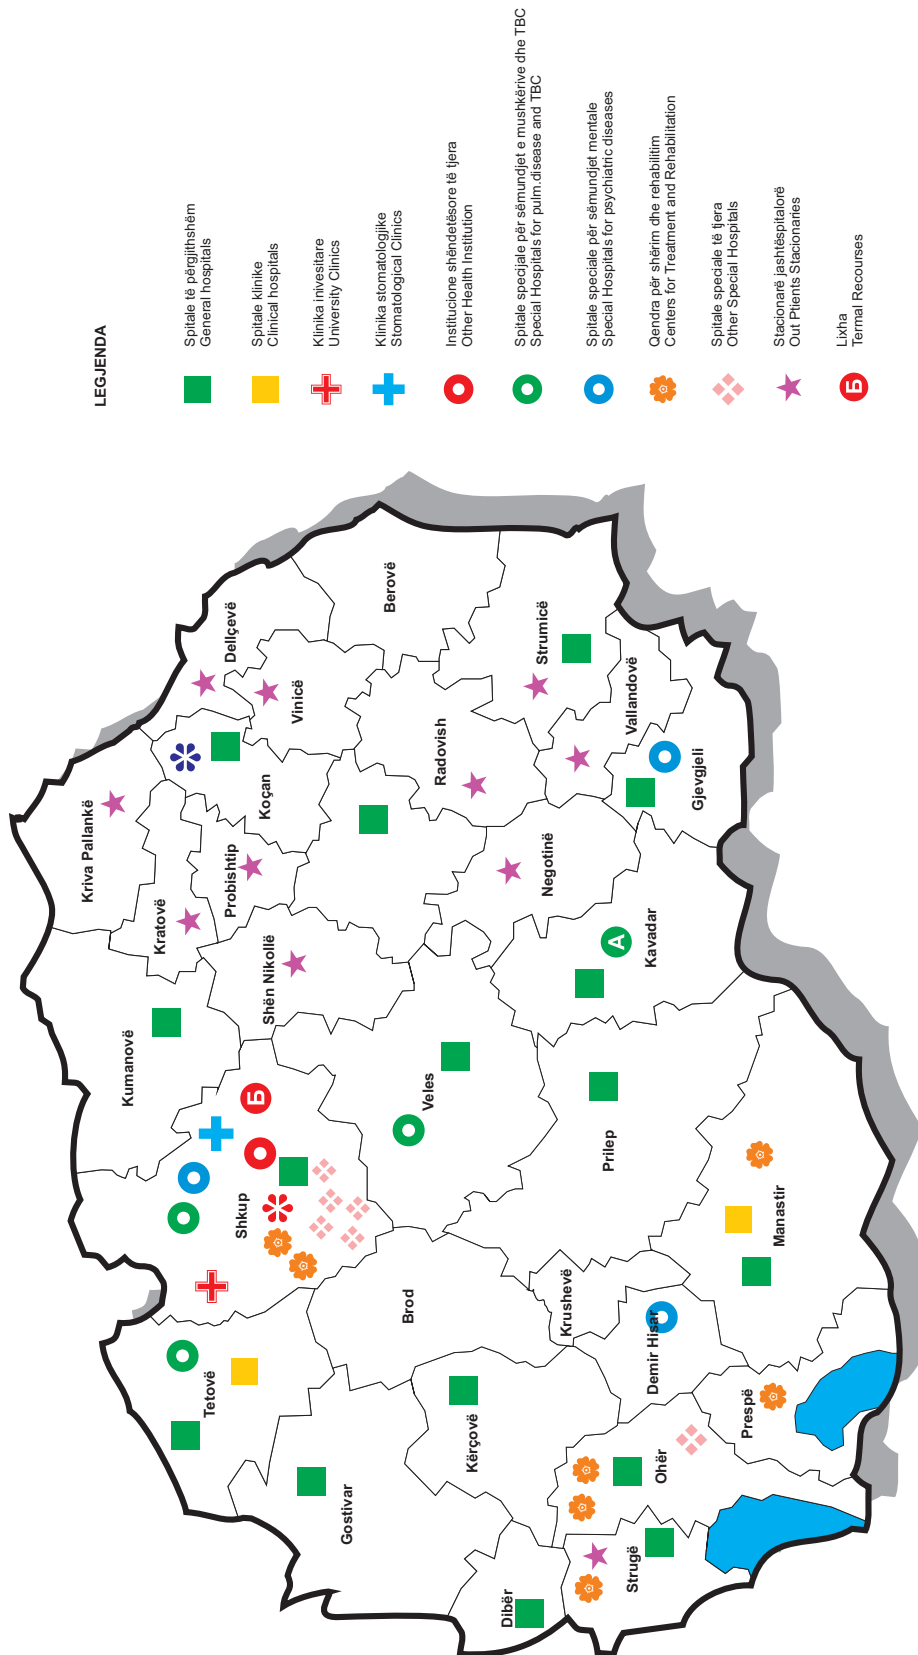 LEGJENDA
Spitale të përgjithshëm
General hospitals
Spitale klinike
Clinical hospitals
Klinika inivesitare
University Clinics
Klinika stomatologjike
Stomatological Clinics
Institucione shëndetësore të tjera
Other Health Institution
Spitale specijale për sëmundjet e mushkërive dhe TBC
Special Hospitals for pulm.disease and TBC
Spitale speciale për sëmundjet mentale
Special Hospitals for psychiatric diseases
Qendra për shërim dhe rehabilitim
Centers for Treatment and Rehabilitation
Spitale speciale të tjera
Other Special Hospitals
Stacionarë jashtëspitalorë
Out Ptients Stacionaries
Б
Lixha
Termal Recourses
Kriva Pallankë
Dellçevë
Kratovë
Kumanovë
Probishtip
Koçan
Vinicë
Berovë
Shën Nikollë
Б
Shkup
Tetovë
Radovish
Veles
Brod
Gostivar
Strumicë
Negotinë
Vallandovë
A
Kavadar
Gjevgjeli
Prilep
Krushevë
Kërçovë
Dibër
Demir Hisar
Manastir
Ohër
Strugë
Prespë